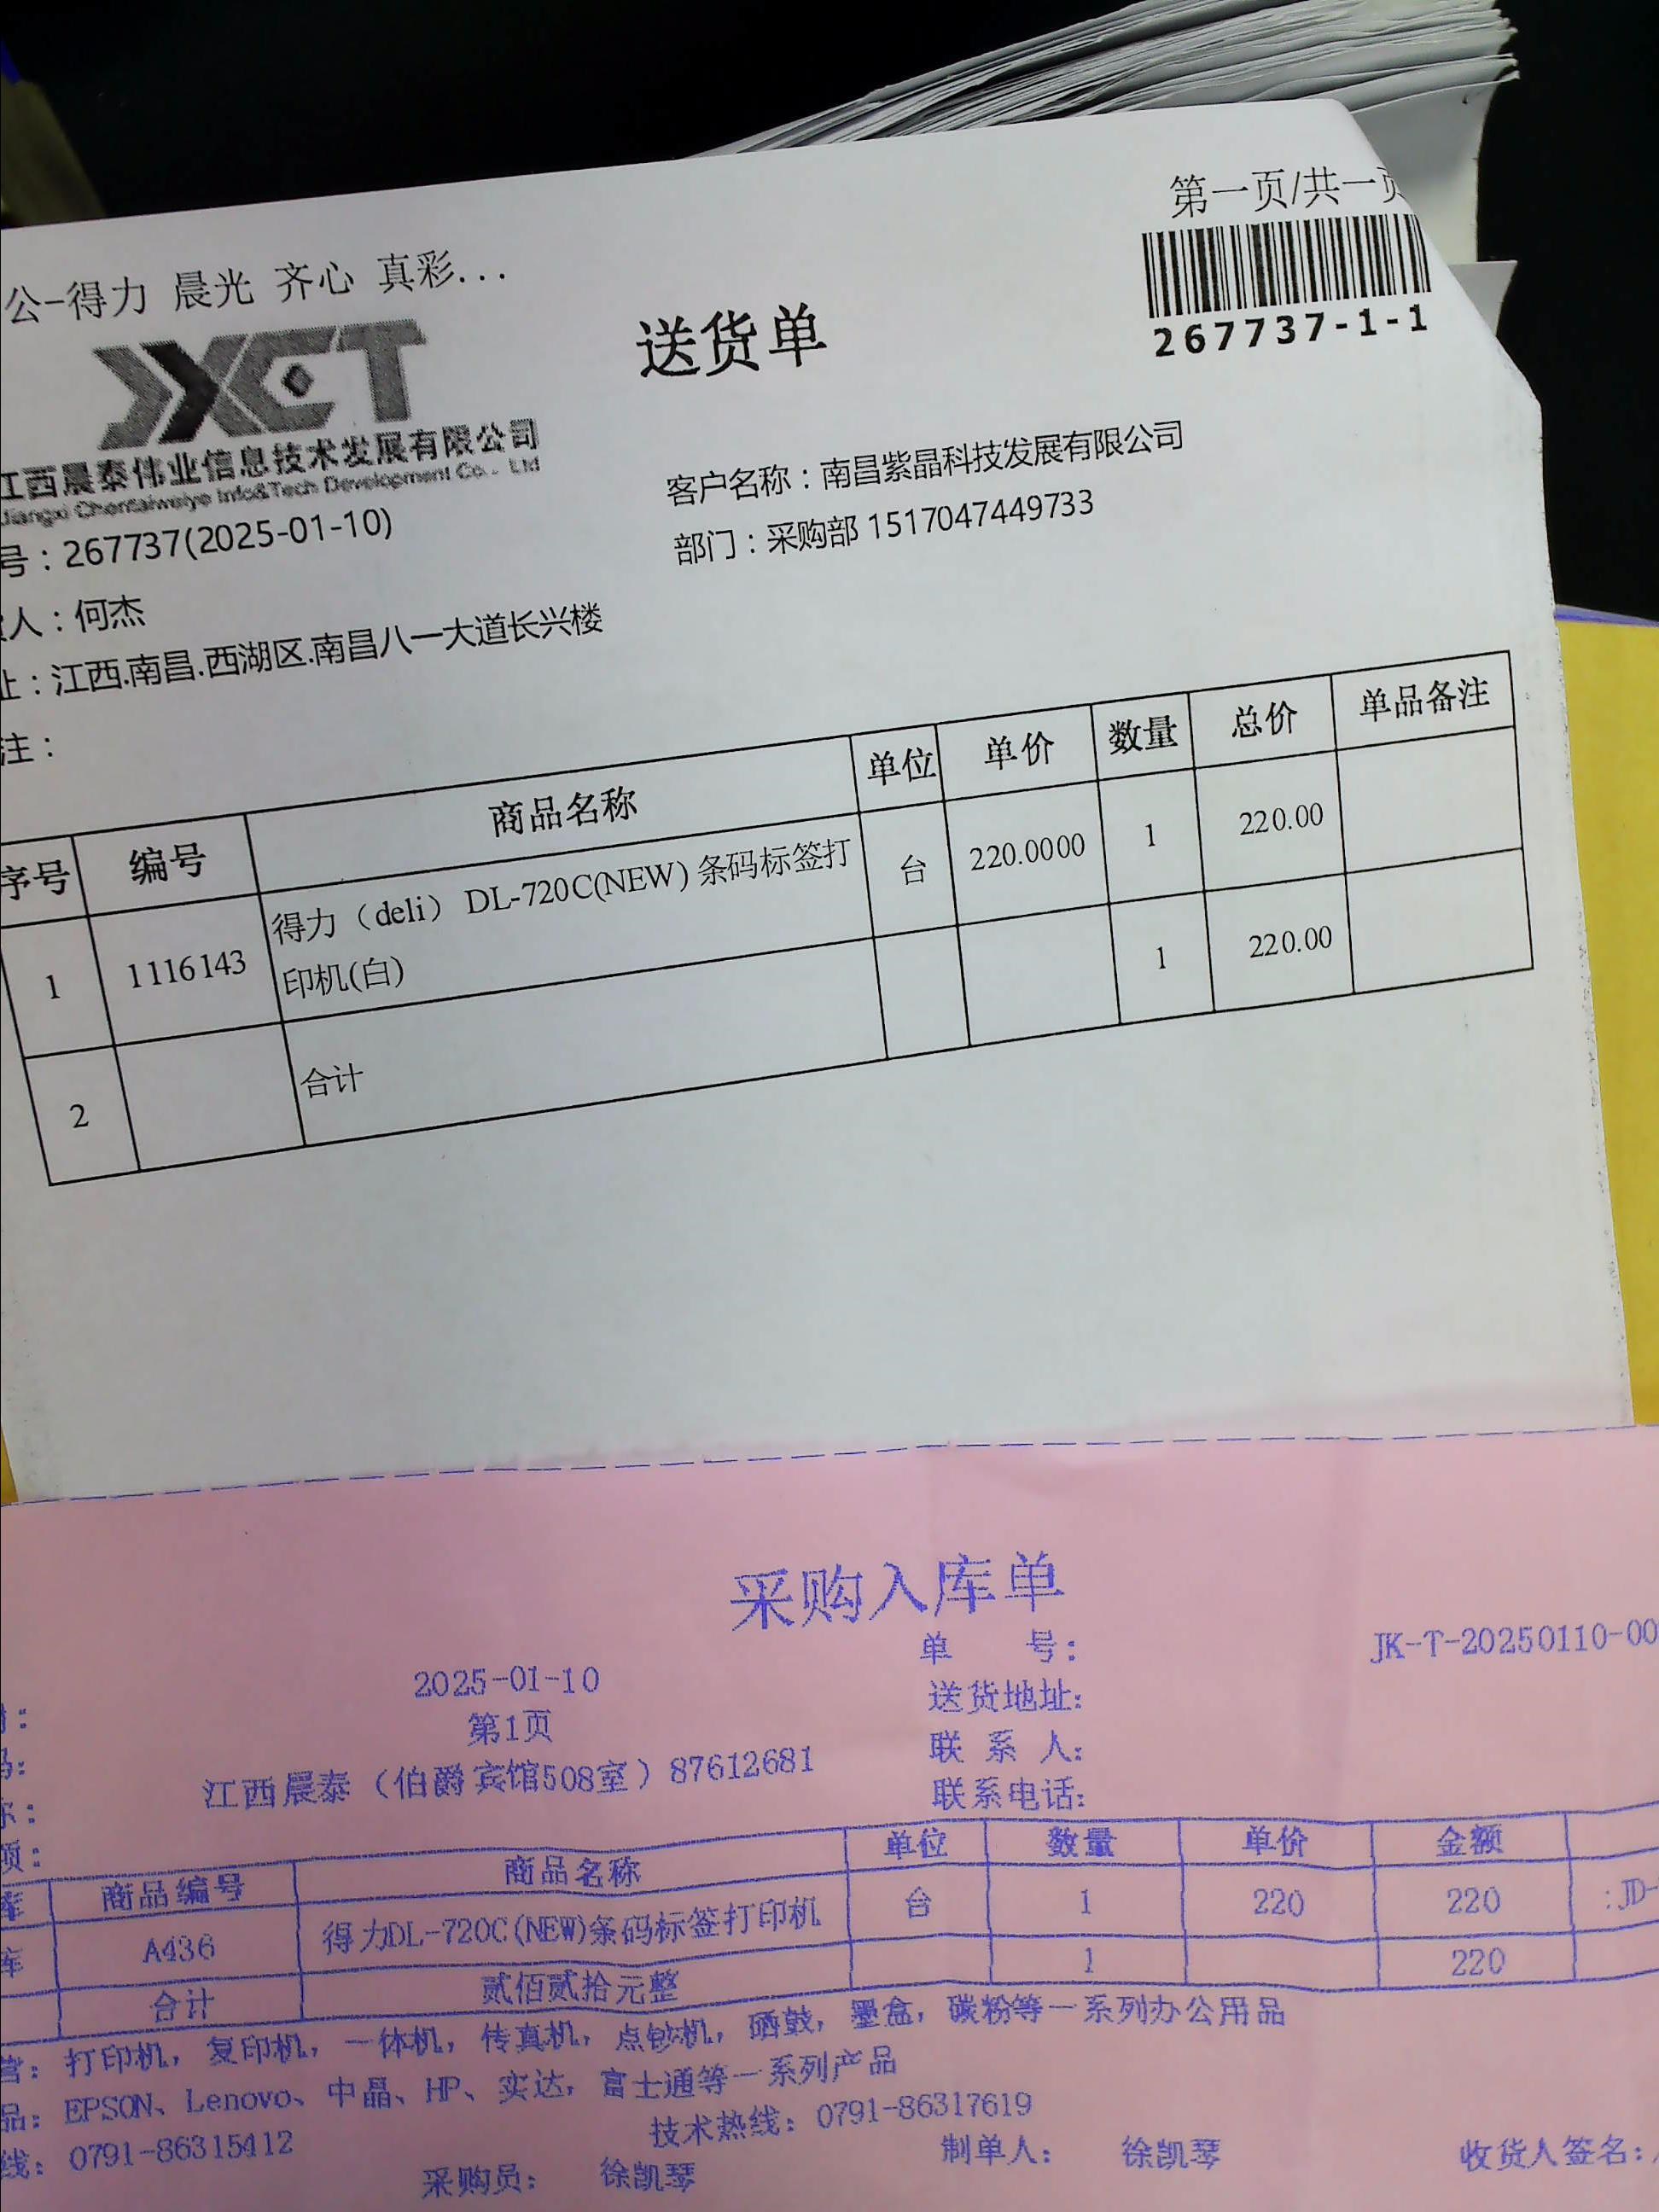 第一页/共一页
公-得力 晨光 齐心 真彩...
267737-1-1
JXCT
送货单
江西晨泰伟业信息技术发展有限公司
Jiangxi Chentaiweiye Info&Tech Development Co., Ltd
客户名称：南昌紫晶科技发展有限公司
号：267737(2025-01-10)
部门：采购部 1517047449733
人：何杰
址：江西.南昌.西湖区.南昌八一大道长兴楼
注：
序号 编号 商品名称 单位 单价 数量 总价 单品备注
1 1116143 得力（deli） DL-720C(NEW) 条码标签打印机(白) 台 220.0000 1 220.00
2 合计 1 220.00
采购入库单
2025-01-10 单 号: JK-T-20250110-00
第1页 送货地址:
江西晨泰（伯爵宾馆508室）87612681 联 系 人:
联系电话:
库 商品编号 商品名称 单位 数量 单价 金额
库 A436 得力DL-720C(NEW)条码标签打印机 台 1 220 220 :JD-
合计 贰佰贰拾元整 1 220
营: 打印机, 复印机, 一体机, 传真机, 点钞机, 硒鼓, 墨盒, 碳粉等一系列办公用品
品: EPSON、Lenovo、中晶、HP、实达, 富士通等一系列产品
线: 0791-86315412 技术热线: 0791-86317619
采购员: 徐凯琴 制单人: 徐凯琴 收货人签名: